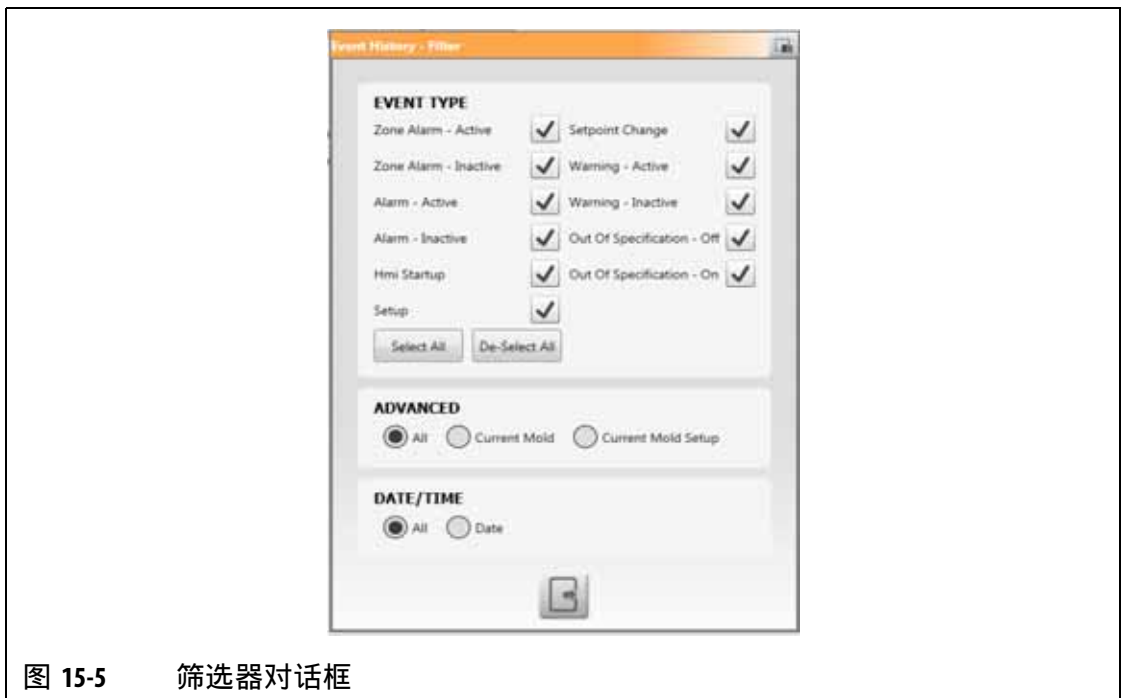 Event History - Filter
EVENT TYPE
Zone Alarm - Active
Setpoint Change
Zone Alarm - Inactive
Warning - Active
Alarm - Active
Warning - Inactive
Alarm - Inactive
Out Of Specification - Off
Hmi Startup
Out Of Specification - On
Setup
Select All
De-Select All
ADVANCED
All
Current Mold
Current Mold Setup
DATE/TIME
All
Date
图 15-5 筛选器对话框